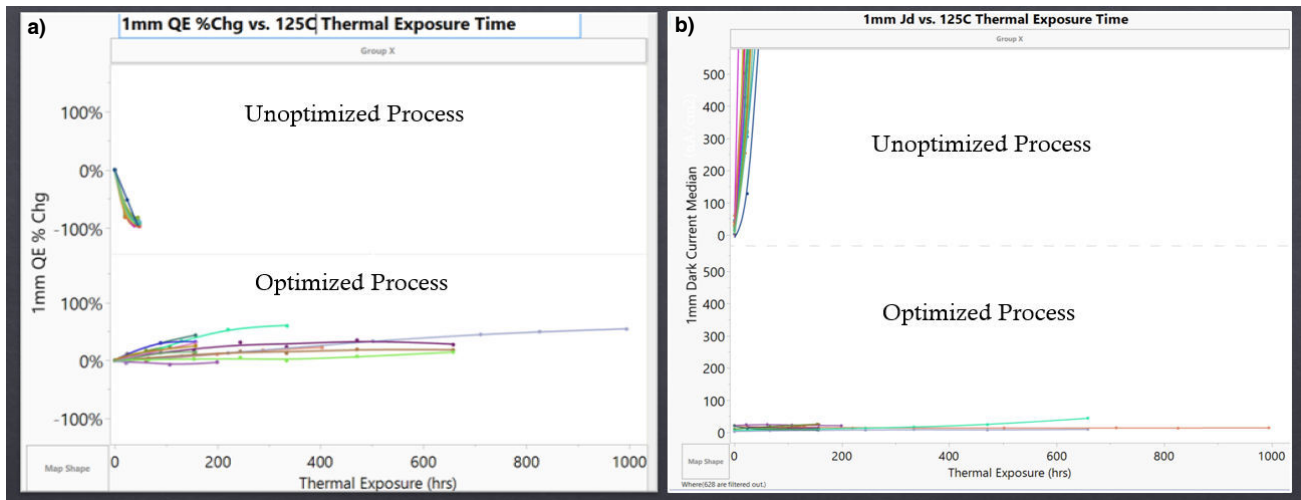 a)
1mm QE %Chg vs. 125C Thermal Exposure Time
Group X
Unoptimized Process
100%
0%
-100%
Optimized Process
100%
0%
-100%
1mm QE % Chg
Map Shape
0 200 400 600 800 1000
Thermal Exposure (hrs)
b)
1mm Jd vs. 125C Thermal Exposure Time
Group X
500
400
300
200
100
0
Unoptimized Process
500
400
300
200
100
0
Optimized Process
1mm Dark Current Median
Map Shape
0 200 400 600 800 1000
Thermal Exposure (hrs)
Where(628 are filtered out.)